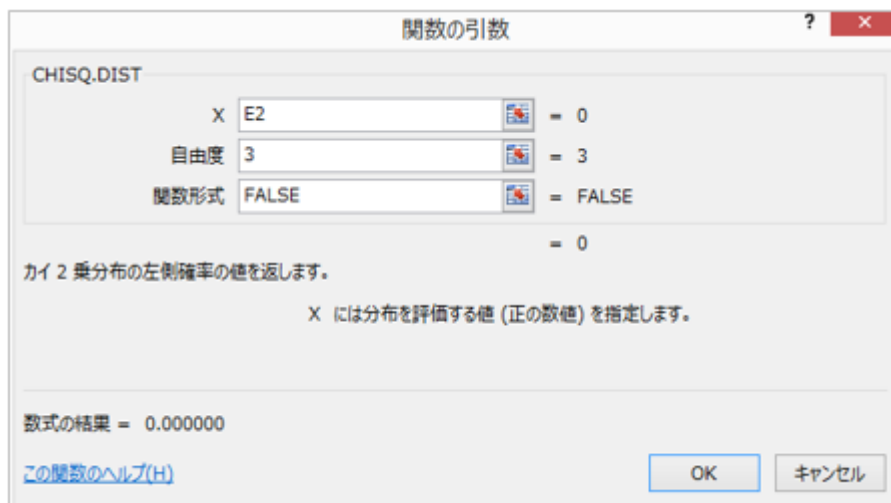 関数の引数
? ×
CHISQ.DIST
X E2 = 0
自由度 3 = 3
関数形式 FALSE = FALSE
= 0
カイ 2 乗分布の左側確率の値を返します。
X には分布を評価する値 (正の数値) を指定します。
数式の結果 = 0.000000
この関数のヘルプ(H)
OK キャンセル